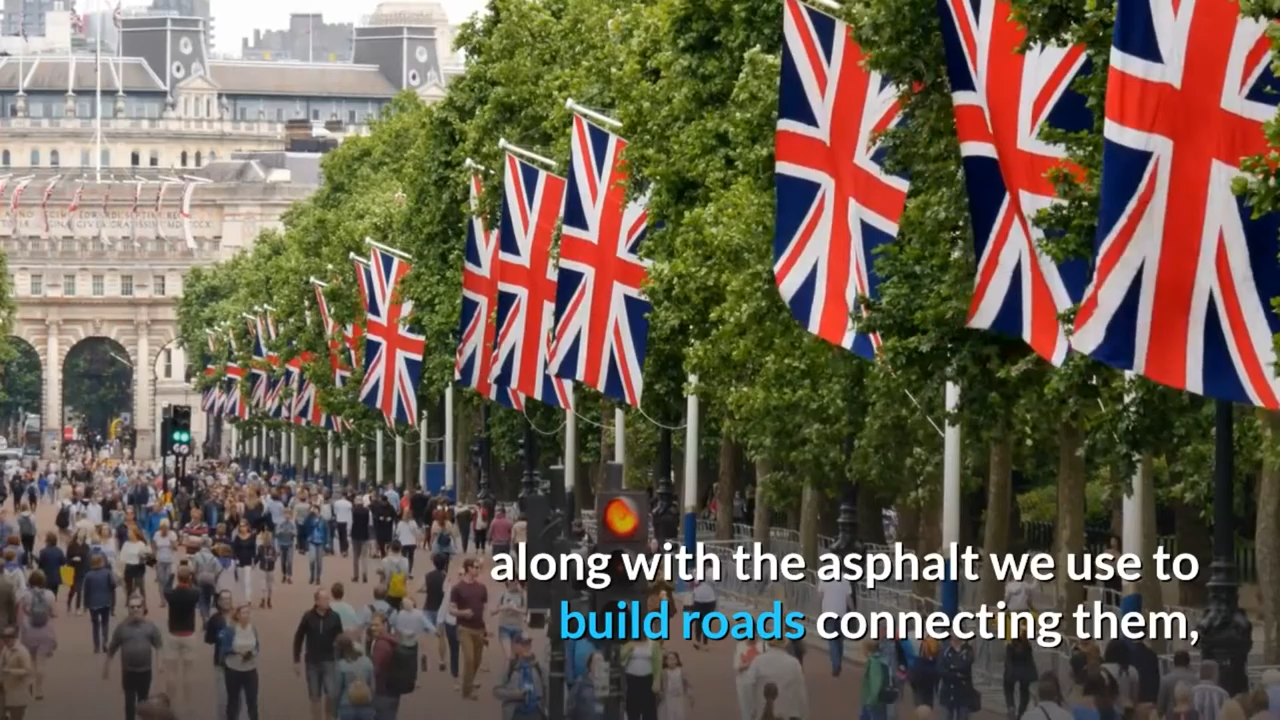 along with the asphalt we use to
build roads connecting them,